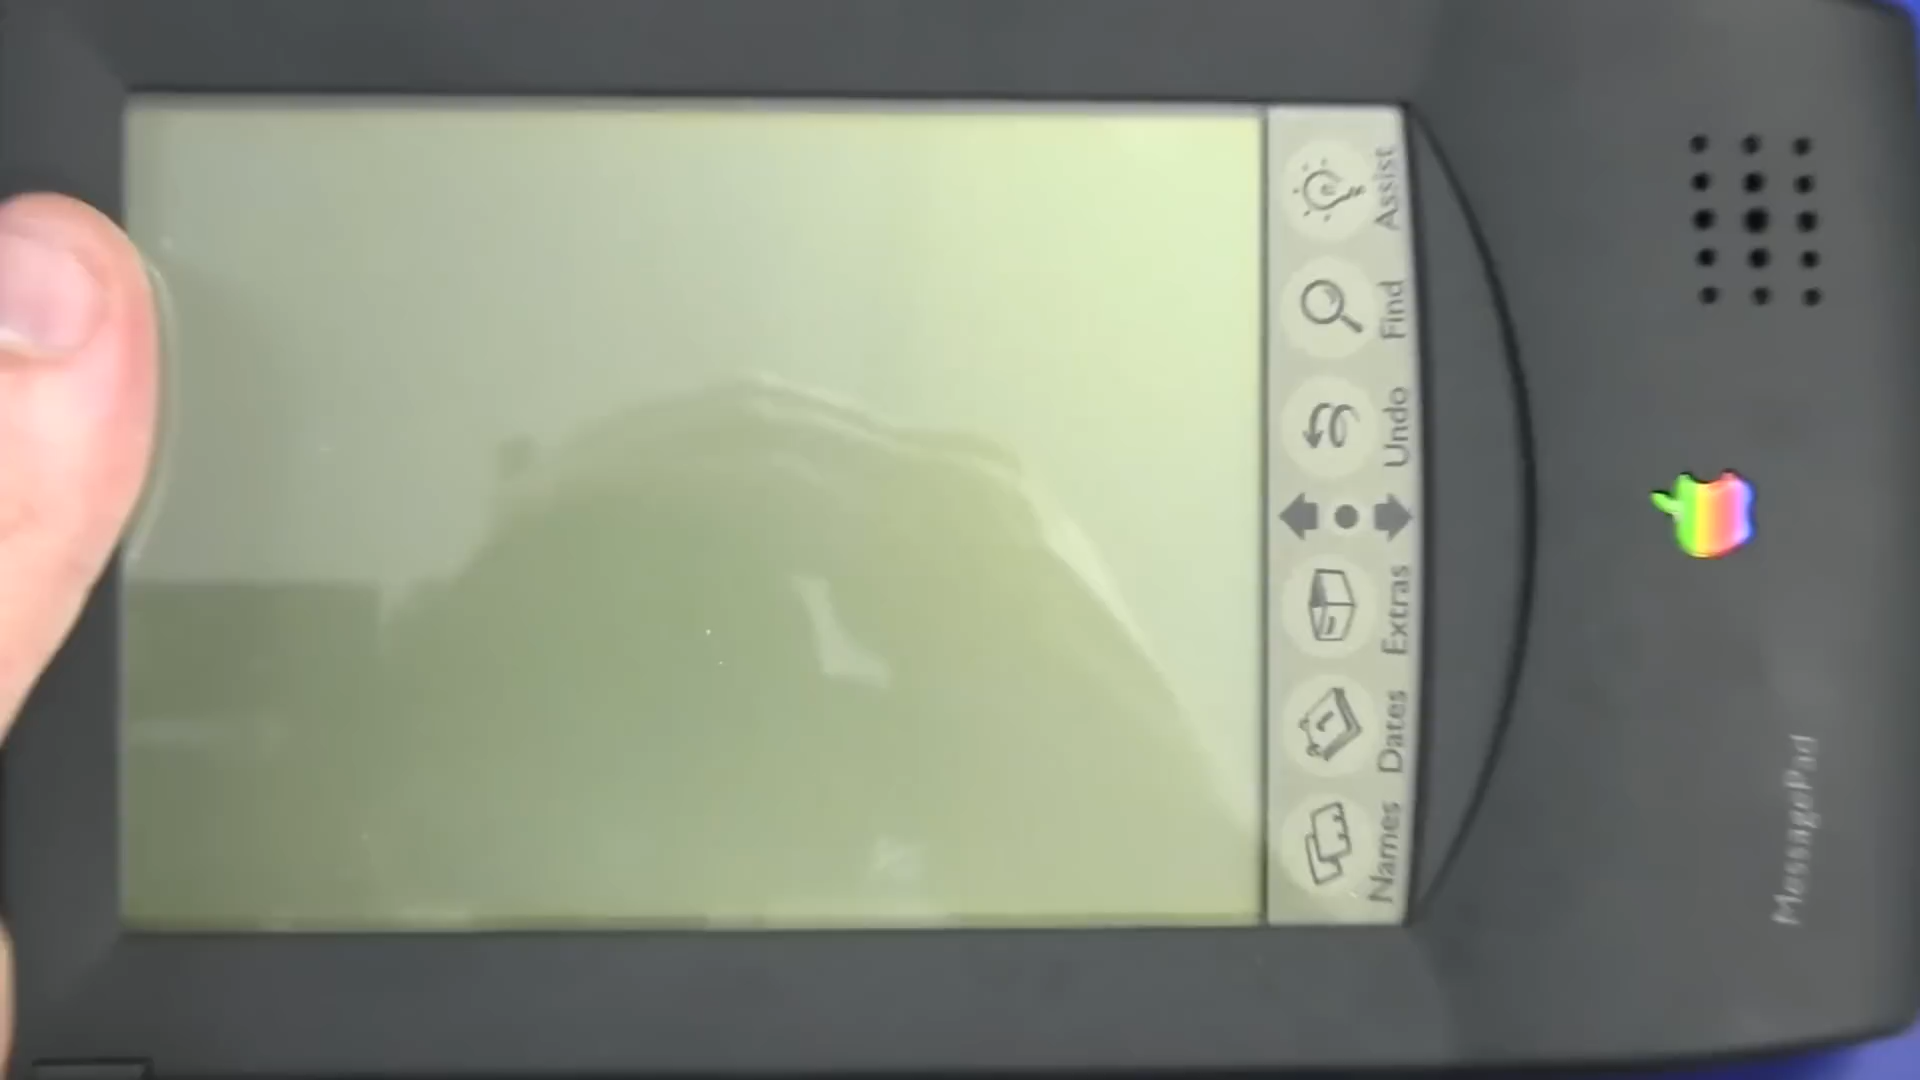 Names
Dates
Extras
Undo
Find
Assist
MessagePad